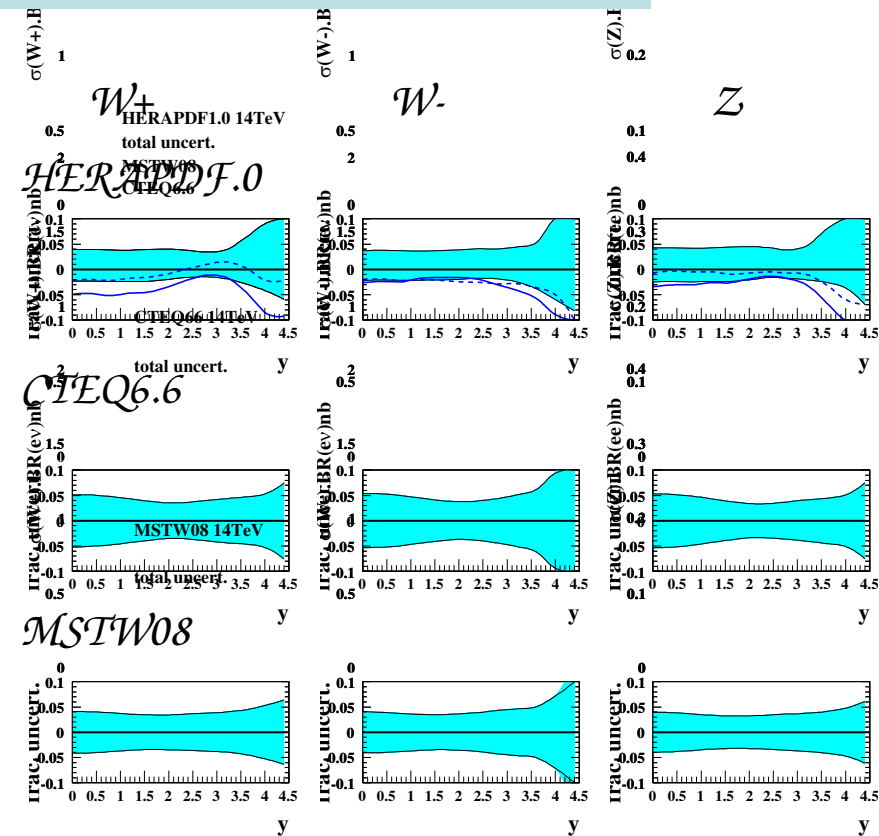 σ(W+).B σ(W-).B σ(Z).
1 1 0.2
W+ W- Z
HERAPDF1.0 14TeV
0.5 0.5 0.1
total uncert.
2 2 0.4
MSTW08
HERAPDF.0
CTEQ6.6
0 0 0
0.1 0.1 0.1
0.05 0.05 0.05
0 0 0
-0.05 -0.05 -0.05
-0.1 -0.1 -0.1
CTEQ66 14TeV
0 0.5 1 1.5 2 2.5 3 3.5 4 4.5 0 0.5 1 1.5 2 2.5 3 3.5 4 4.5 0 0.5 1 1.5 2 2.5 3 3.5 4 4.5
y y y
total uncert.
CTEQ6.6
1.5 1.5 0.3
0 0 0
0.1 0.1 0.1
0.05 0.05 0.05
0 0
-0.05 -0.05 -0.05
-0.1 -0.1 -0.1
MSTW08 14TeV
0 0.5 1 1.5 2 2.5 3 3.5 4 4.5 0 0.5 1 1.5 2 2.5 3 3.5 4 4.5 0 0.5 1 1.5 2 2.5 3 3.5 4 4.5
total uncert.
0.5 0.5 0.1
y y y
MSTW08
0 0 0
0.1 0.1 0.1
0.05 0.05 0.05
0 0 0
-0.05 -0.05 -0.05
-0.1 -0.1 -0.1
frac. uncert. frac. uncert. frac. uncert.
0 0.5 1 1.5 2 2.5 3 3.5 4 4.5 0 0.5 1 1.5 2 2.5 3 3.5 4 4.5 0 0.5 1 1.5 2 2.5 3 3.5 4 4.5
y y y